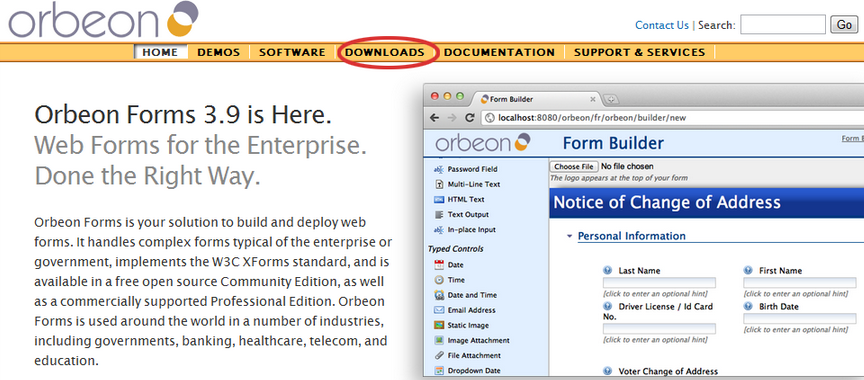 orbeon
Contact Us | Search: Go
HOME DEMOS SOFTWARE DOWNLOADS DOCUMENTATION SUPPORT & SERVICES
Orbeon Forms 3.9 is Here.
Web Forms for the Enterprise.
Done the Right Way.
Orbeon Forms is your solution to build and deploy web
forms. It handles complex forms typical of the enterprise or
government, implements the W3C XForms standard, and is
available in a free open source Community Edition, as well
as a commercially supported Professional Edition. Orbeon
Forms is used around the world in a number of industries,
including governments, banking, healthcare, telecom, and
education.
Form Builder
localhost:8080/orbeon/fr/orbeon/builder/new
orbeon Form Builder Form B
Password Field
Multi-Line Text
HTML Text
Text Output
In-place Input
Typed Controls
Date
Time
Date and Time
Email Address
Static Image
Image Attachment
File Attachment
Dropdown Date
Choose File No file chosen
The logo appears at the top of your form
Notice of Change of Address
Personal Information
Last Name First Name
[click to enter an optional hint] [click to enter an optional hint]
Driver License / Id Card Birth Date
No.
[click to enter an optional hint] [click to enter an optional hint]
Voter Change of Address